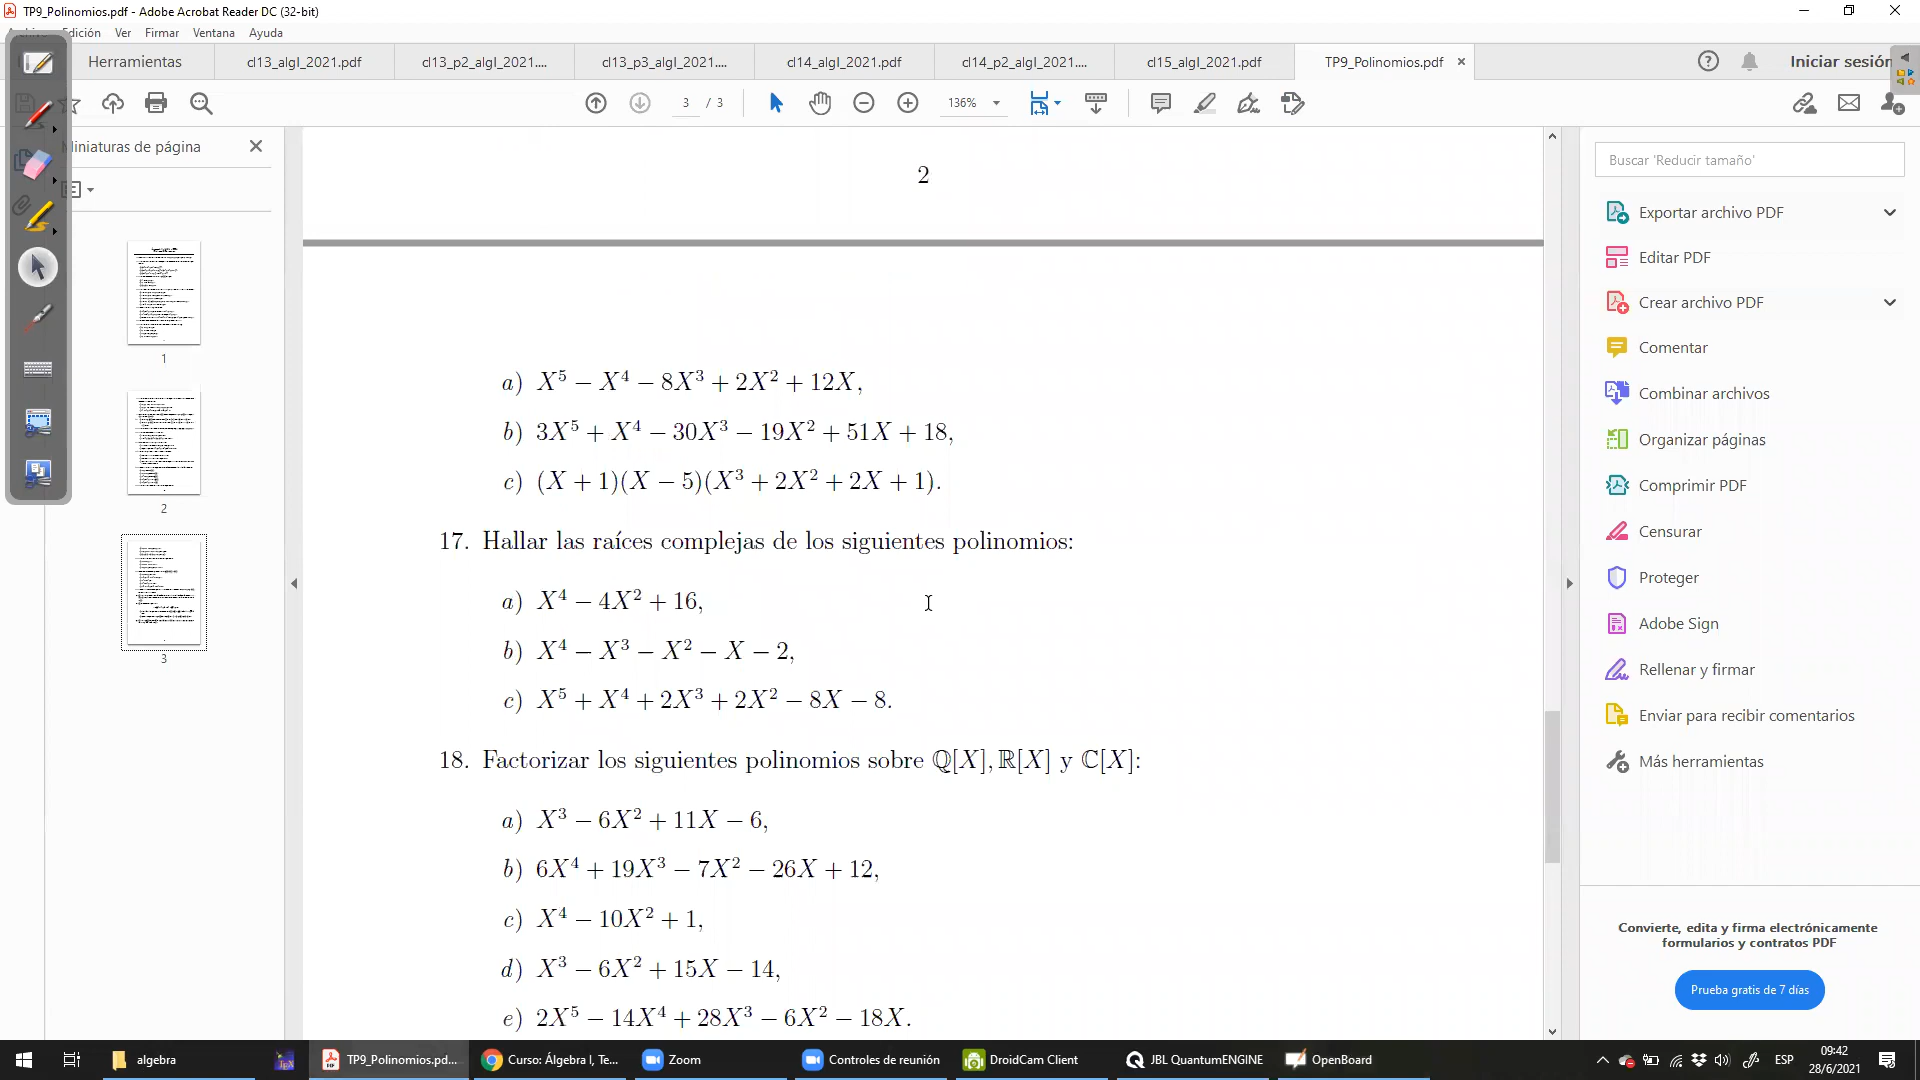 TP9_Polinomios.pdf - Adobe Acrobat Reader DC (32-bit)
Edición Ver Firmar Ventana Ayuda
Herramientas cl13_algI_2021.pdf cl13_p2_algI_2021.... cl13_p3_algI_2021.... cl14_algI_2021.pdf cl14_p2_algI_2021.... cl15_algI_2021.pdf TP9_Polinomios.pdf × Iniciar sesión
3 / 3 136%
Miniaturas de página
1
2
3
2
a) X⁵ − X⁴ − 8X³ + 2X² + 12X,
b) 3X⁵ + X⁴ − 30X³ − 19X² + 51X + 18,
c) (X + 1)(X − 5)(X³ + 2X² + 2X + 1).
17. Hallar las raíces complejas de los siguientes polinomios:
a) X⁴ − 4X² + 16,
b) X⁴ − X³ − X² − X − 2,
c) X⁵ + X⁴ + 2X³ + 2X² − 8X − 8.
18. Factorizar los siguientes polinomios sobre ℚ[X], ℝ[X] y ℂ[X]:
a) X³ − 6X² + 11X − 6,
b) 6X⁴ + 19X³ − 7X² − 26X + 12,
c) X⁴ − 10X² + 1,
d) X³ − 6X² + 15X − 14,
e) 2X⁵ − 14X⁴ + 28X³ − 6X² − 18X.
Buscar 'Reducir tamaño'
Exportar archivo PDF
Editar PDF
Crear archivo PDF
Comentar
Combinar archivos
Organizar páginas
Comprimir PDF
Censurar
Proteger
Adobe Sign
Rellenar y firmar
Enviar para recibir comentarios
Más herramientas
Convierte, edita y firma electrónicamente
formularios y contratos PDF
Prueba gratis de 7 días
algebra TP9_Polinomios.pd... Curso: Álgebra I, Te... Zoom Controles de reunión DroidCam Client JBL QuantumENGINE OpenBoard ESP 09:42
28/6/2021